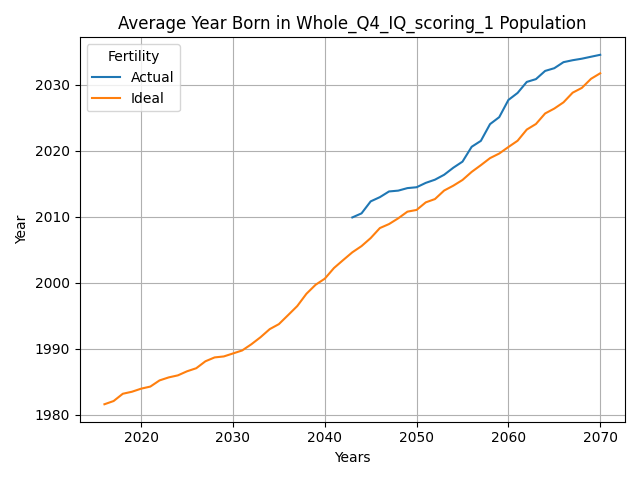 Average Year Born in Whole_Q4_IQ_scoring_1 Population
Fertility
Actual
Ideal
2030
2020
2010
2000
1990
1980
Year
2020
2030
2040
2050
2060
2070
Years